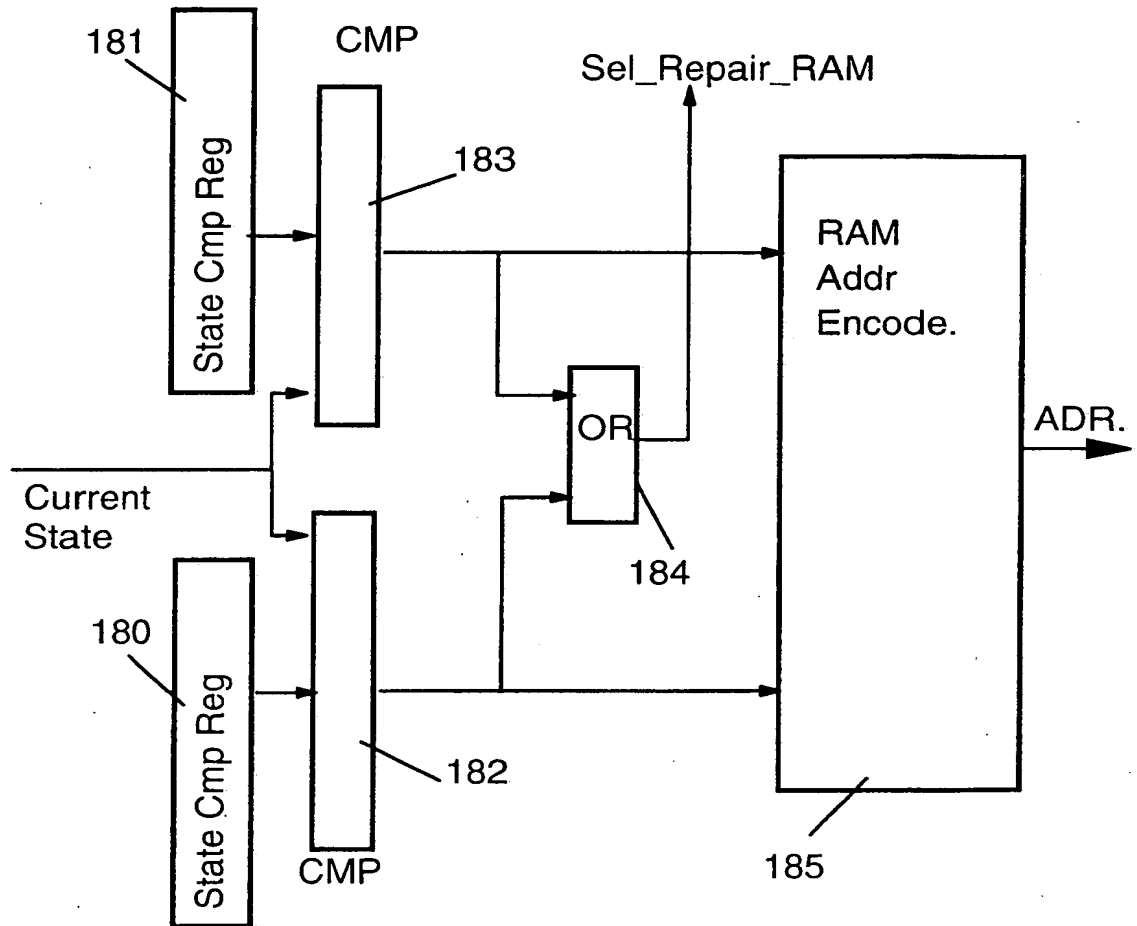 181
CMP
Sel_Repair_RAM
State Cmp Reg
183
RAM
Addr
Encode.
OR
ADR.
Current
State
184
180
State Cmp Reg
182
CMP
185